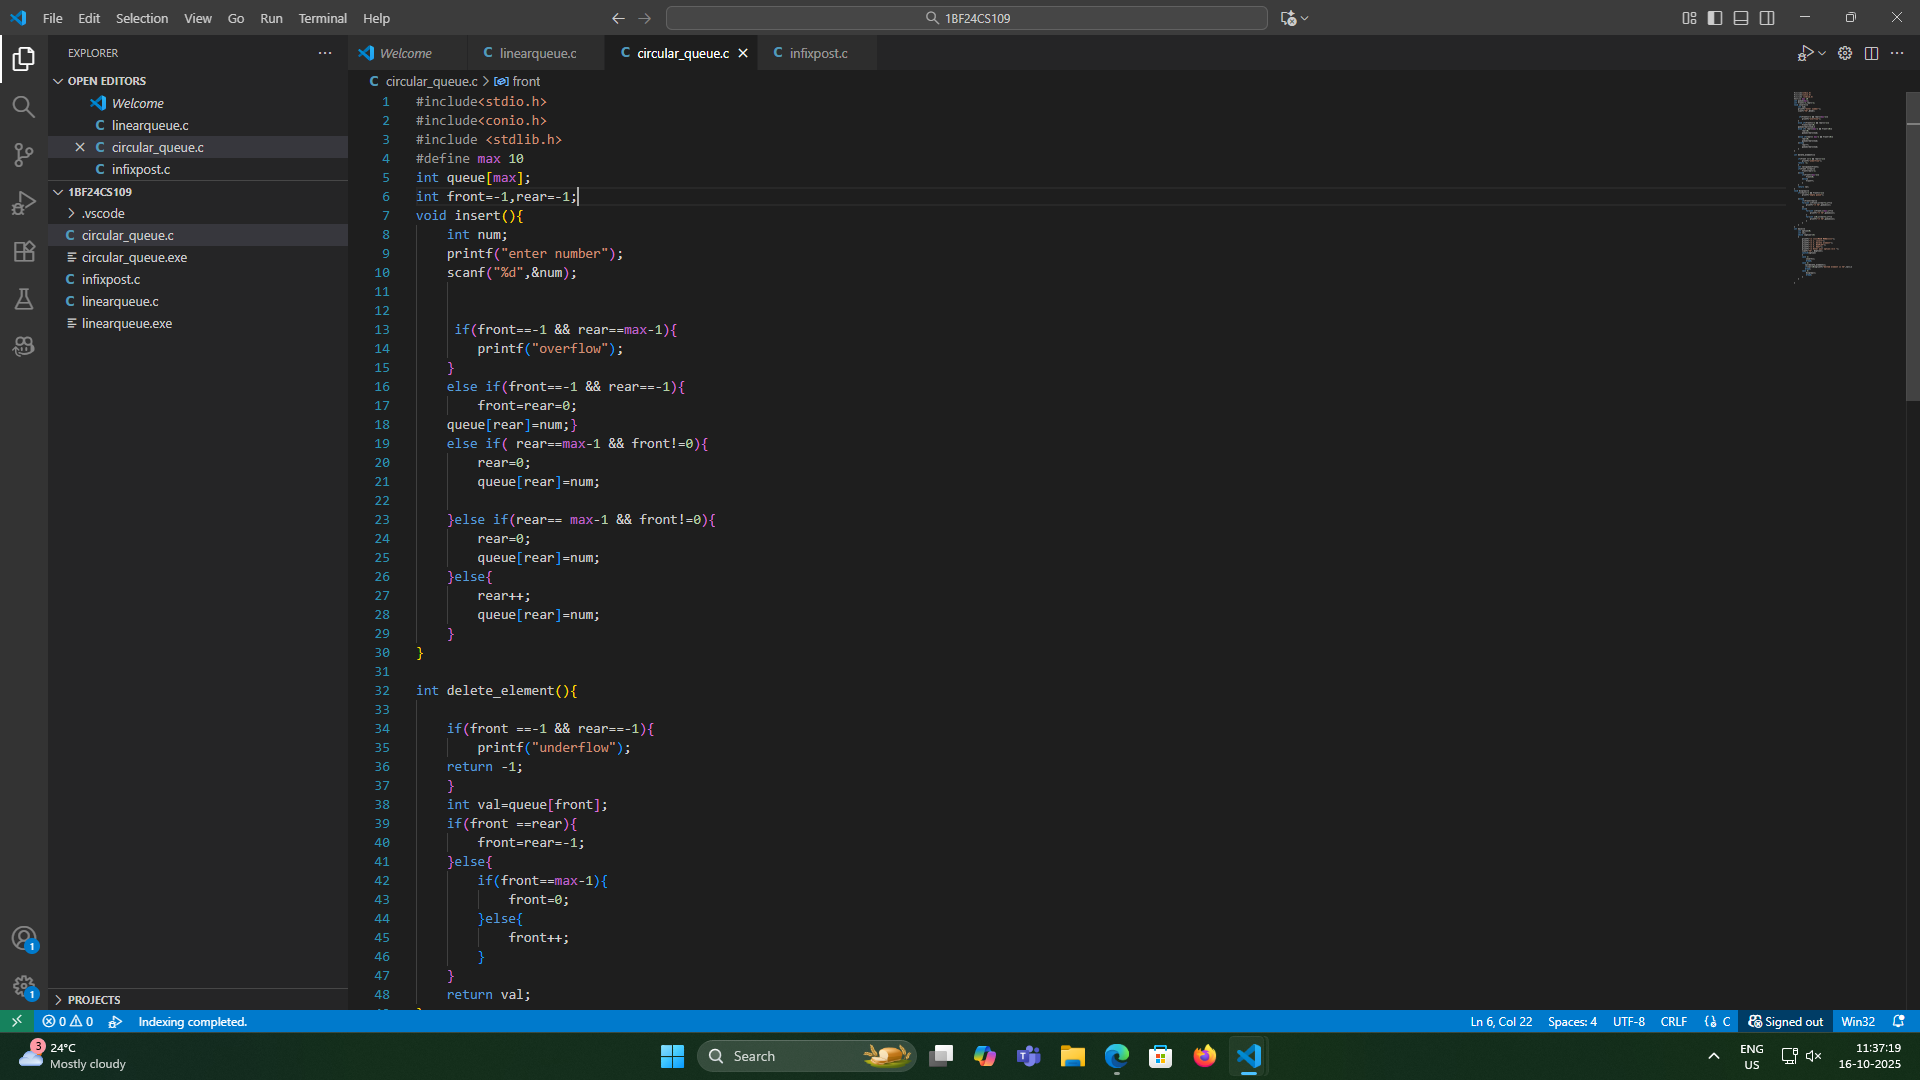 File Edit Selection View Go Run Terminal Help
1BF24CS109
EXPLORER
OPEN EDITORS
Welcome
linearqueue.c
circular_queue.c
infixpost.c
1BF24CS109
.vscode
circular_queue.c
circular_queue.exe
infixpost.c
linearqueue.c
linearqueue.exe
PROJECTS
Welcome linearqueue.c circular_queue.c infixpost.c
circular_queue.c > front
1 #include<stdio.h>
2 #include<conio.h>
3 #include <stdlib.h>
4 #define max 10
5 int queue[max];
6 int front=-1,rear=-1;
7 void insert(){
8 int num;
9 printf("enter number");
10 scanf("%d",&num);
11
12
13 if(front==-1 && rear==max-1){
14 printf("overflow");
15 }
16 else if(front==-1 && rear==-1){
17 front=rear=0;
18 queue[rear]=num;}
19 else if( rear==max-1 && front!=0){
20 rear=0;
21 queue[rear]=num;
22
23 }else if(rear== max-1 && front!=0){
24 rear=0;
25 queue[rear]=num;
26 }else{
27 rear++;
28 queue[rear]=num;
29 }
30 }
31
32 int delete_element(){
33
34 if(front ==-1 && rear==-1){
35 printf("underflow");
36 return -1;
37 }
38 int val=queue[front];
39 if(front ==rear){
40 front=rear=-1;
41 }else{
42 if(front==max-1){
43 front=0;
44 }else{
45 front++;
46 }
47 }
48 return val;
1
1
0 0 Indexing completed. Ln 6, Col 22 Spaces: 4 UTF-8 CRLF {} C Signed out Win32
3
24°C
Mostly cloudy
Search
ENG
US
11:37:19
16-10-2025